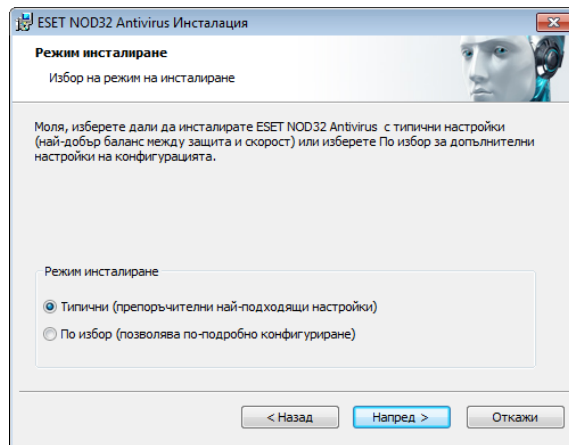 ESET NOD32 Antivirus Инсталация
Режим инсталиране
Избор на режим на инсталиране
Моля, изберете дали да инсталирате ESET NOD32 Antivirus с типични настройки
(най-добър баланс между защита и скорост) или изберете По избор за допълнителни
настройки на конфигурацията.
Режим инсталиране
Типични (препоръчителни най-подходящи настройки)
По избор (позволява по-подробно конфигуриране)
< Назад Напред > Откажи